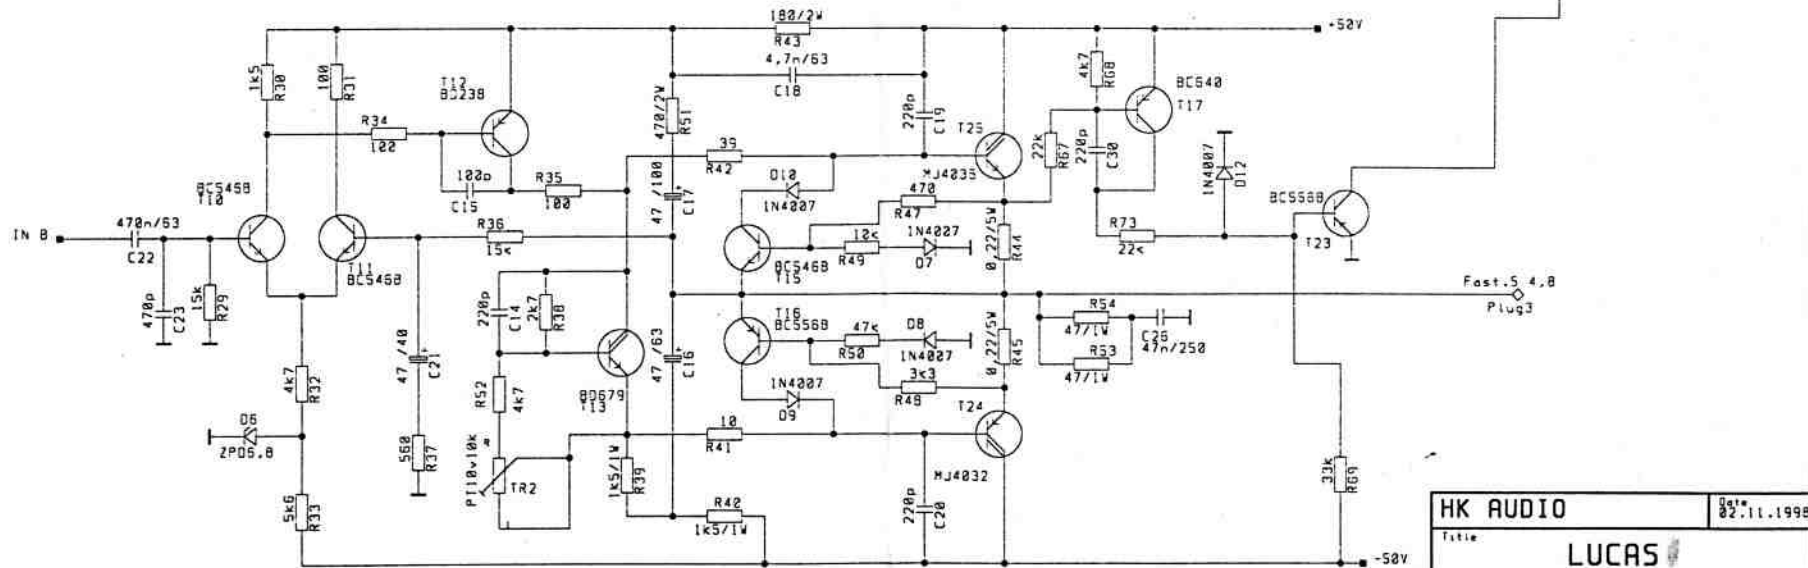 180/2W
R43
+50V
4.7n/63
C18
1k5
R30
100
R31
T12
BD238
470/2W
R51
220p
C19
4k7
R68
BC640
T17
R34
100
T25
MJ4035
39
R42
22k
R67
220p
C30
1N4007
D12
100p
C15
R35
100
47 /100
C17
D10
1N4007
470
R47
BC556B
T23
BC546B
T10
470n/63
IN B
C22
R36
15k
T11
BC546B
10k
R49
1N4007
D7
0,22/5W
R44
R73
22k
BC546B
T15
Fast.5 4,8
Plug3
470p
C23
15k
R29
220p
C14
2k7
R38
T16
BC556B
47k
R50
D8
1N4007
R54
47/1W
C26
47n/250
R53
47/1W
0,22/5W
R45
47 /40
C21
47 /63
C16
3k3
R48
4k7
R32
R52
4k7
BD679
T13
1N4007
D9
T24
MJ4032
D6
ZPD6.8
560
R37
10
R41
PT10v10k
TR2
1k5/1W
R39
33k
R69
5k6
R33
R40
1k5/1W
220p
C20
-50V
HK AUDIO
Date
02.11.1998
Title
LUCAS